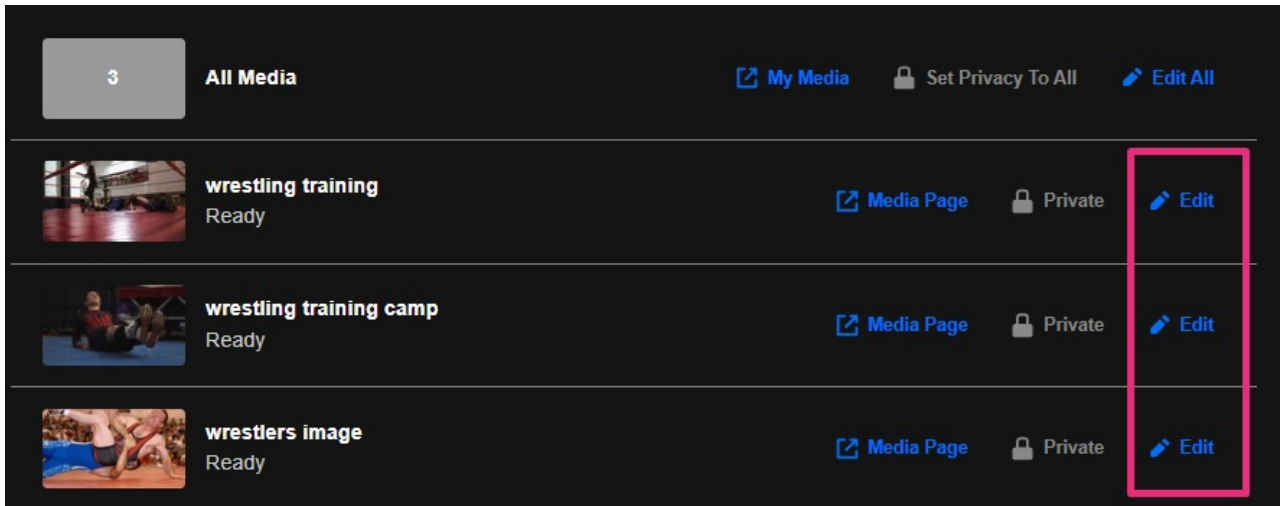 3 All Media My Media Set Privacy To All Edit All
wrestling training
Ready
Media Page Private Edit
wrestling training camp
Ready
Media Page Private Edit
wrestlers image
Ready
Media Page Private Edit